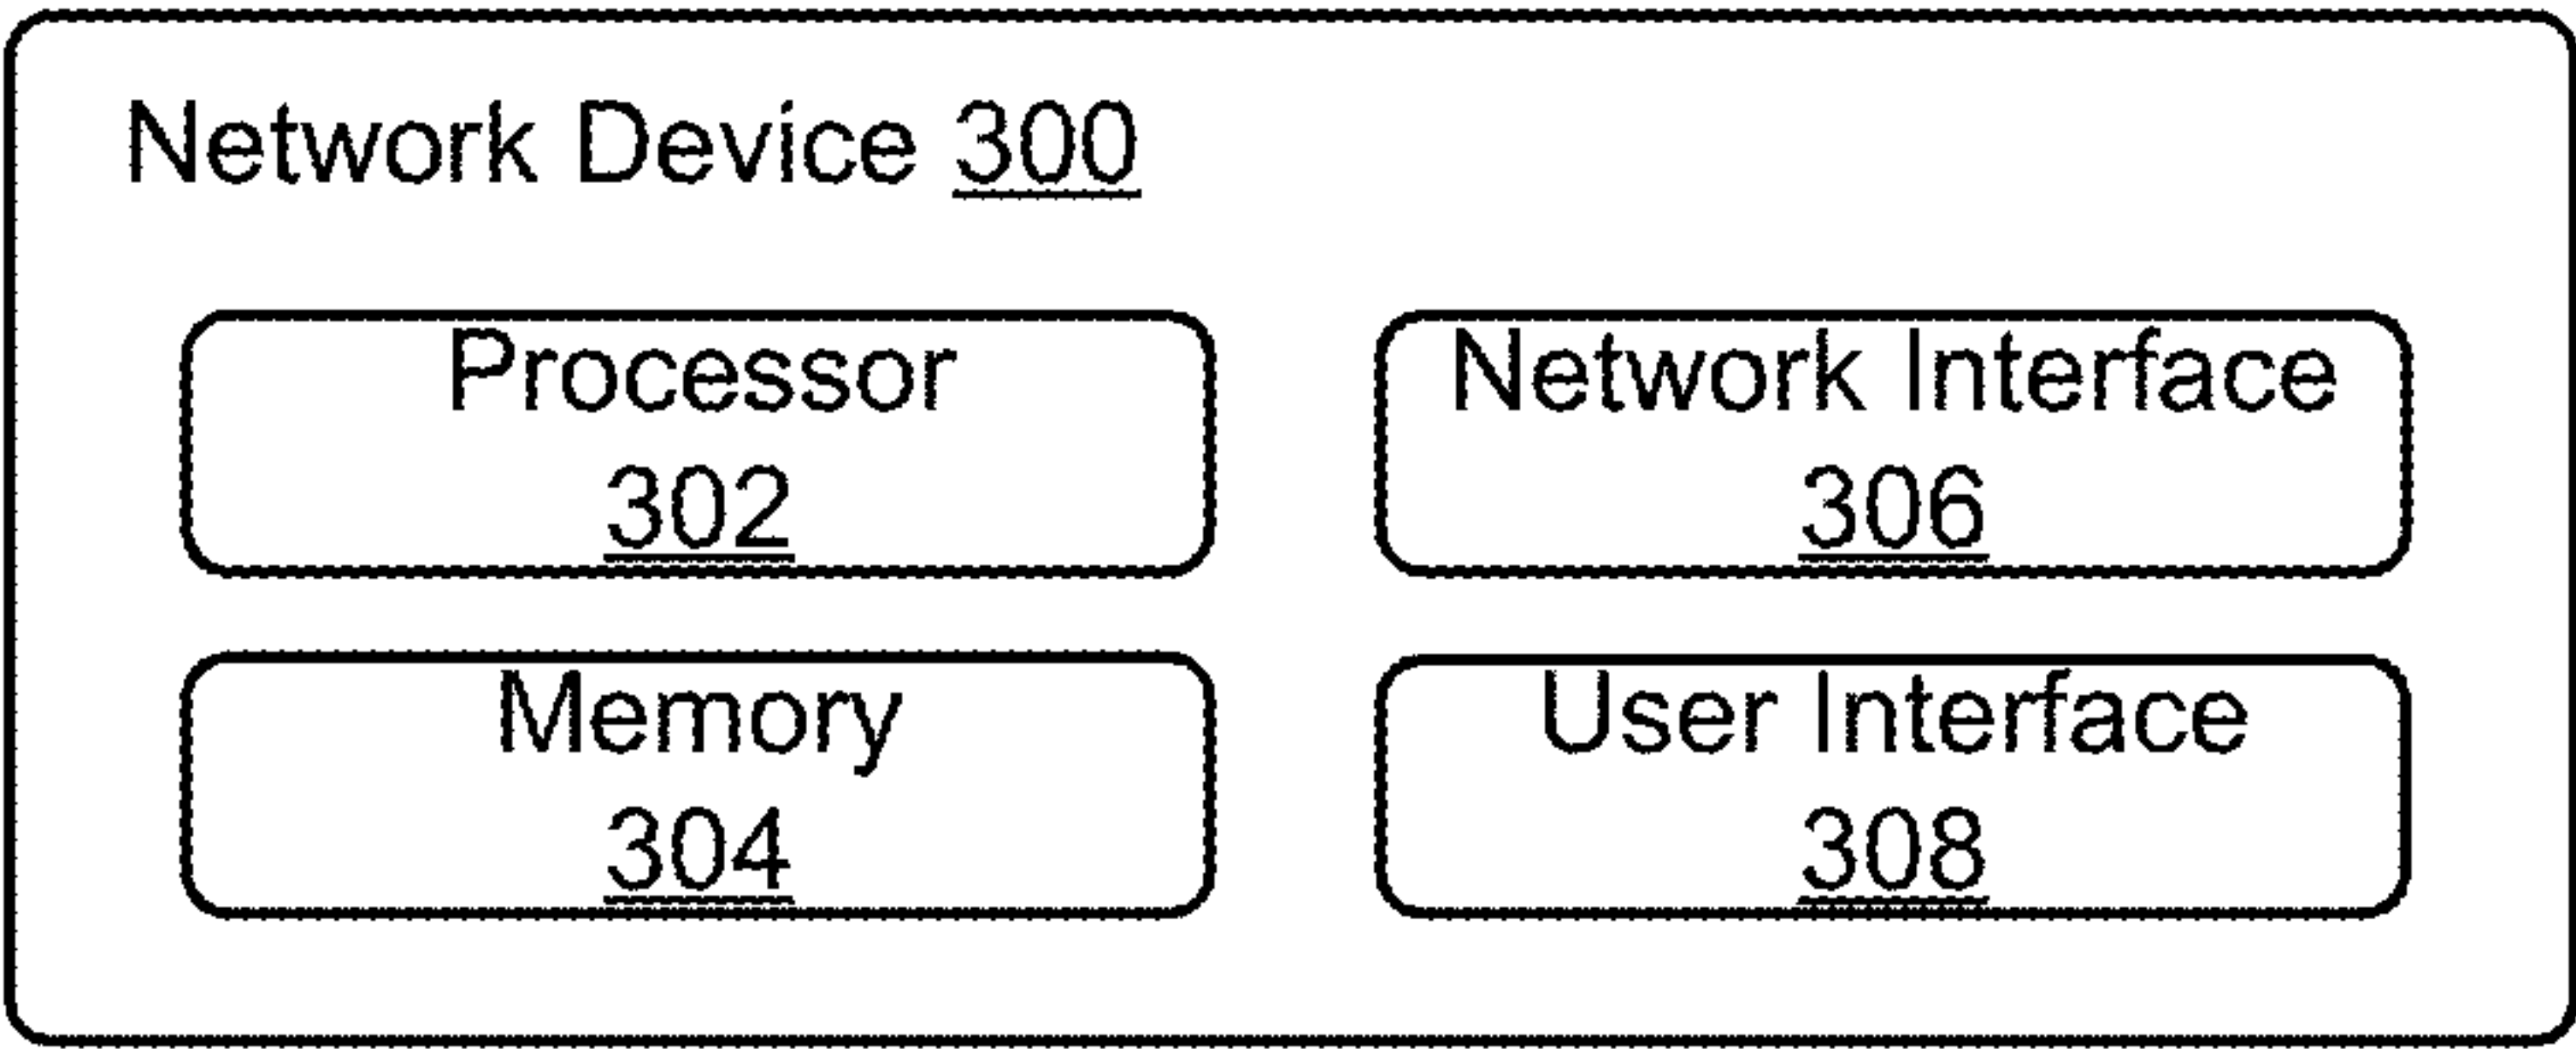 Network Device 300
Processor
302
Network Interface
306
Memory
304
User Interface
308